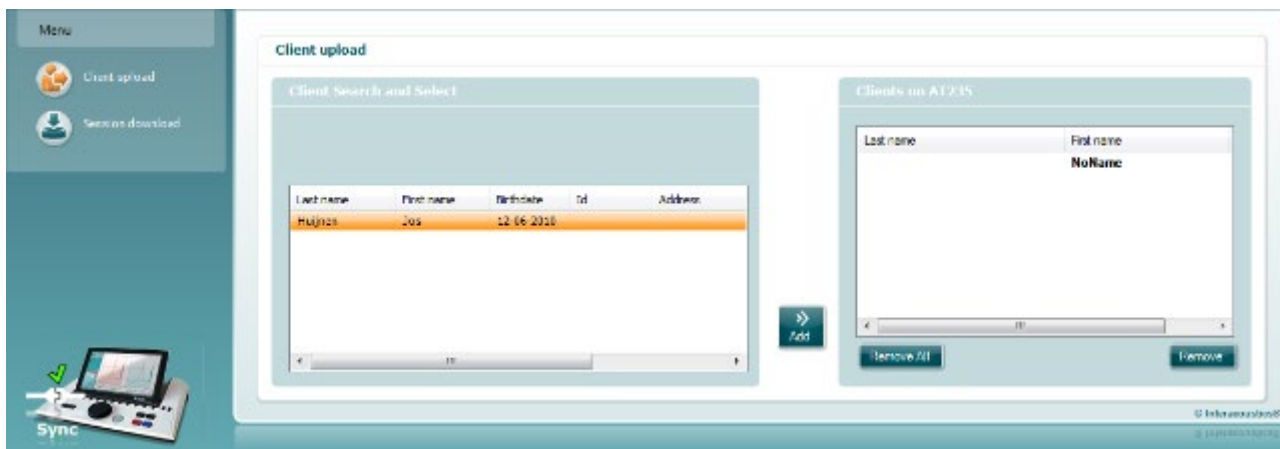 Menu
Client upload
Session download
Sync
Client upload
Client Search and Select
Last name First name Birthdate Id Address
Huijnen Jos 12-06-2010
Add
Clients on AT235
Last name First name
NoName
Remove All Remove
© Interacoustics®